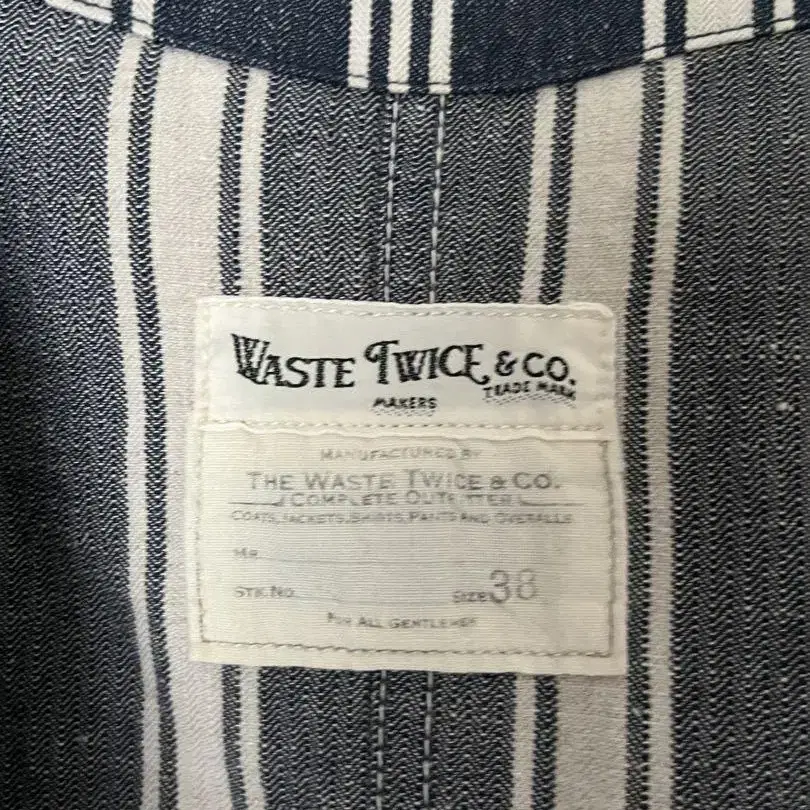 WASTE TWICE & CO.
TRADE MARK
MAKERS
MANUFACTURED BY
THE WASTE TWICE & CO.
COMPLETE OUTFITTER
COATS, JACKETS, SHIRTS, PANTS AND OVERALLS
MR
STK. NO. Size 38
FOR ALL GENTLEMEN